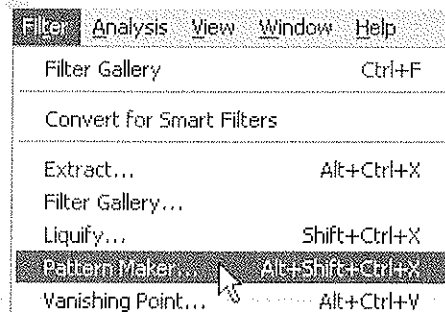 Filter Analysis View Window Help
Filter Gallery Ctrl+F
Convert for Smart Filters
Extract... Alt+Ctrl+X
Filter Gallery...
Liquify... Shift+Ctrl+X
Pattern Maker... Alt+Shift+Ctrl+X
Vanishing Point... Alt+Ctrl+V